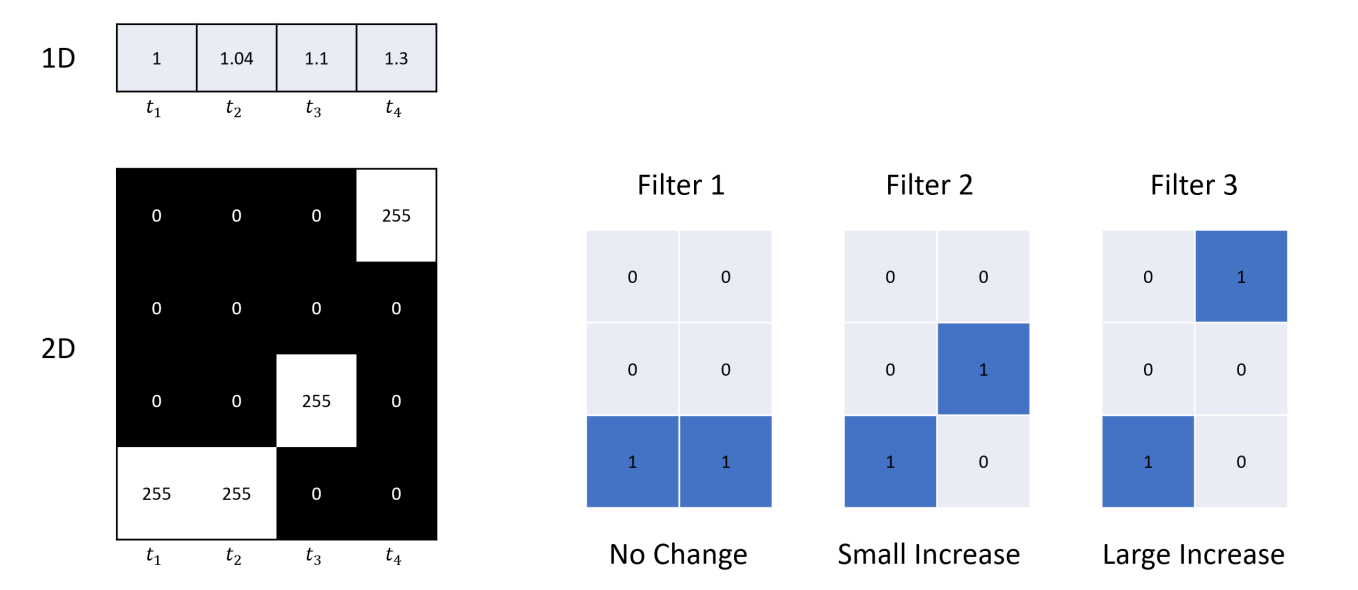 1D
1 1.04 1.1 1.3
t₁ t₂ t₃ t₄
2D
0 0 0 255
0 0 0 0
0 0 255 0
255 255 0 0
t₁ t₂ t₃ t₄
Filter 1
0 0
0 0
1 1
No Change
Filter 2
0 0
0 1
1 0
Small Increase
Filter 3
0 1
0 0
1 0
Large Increase